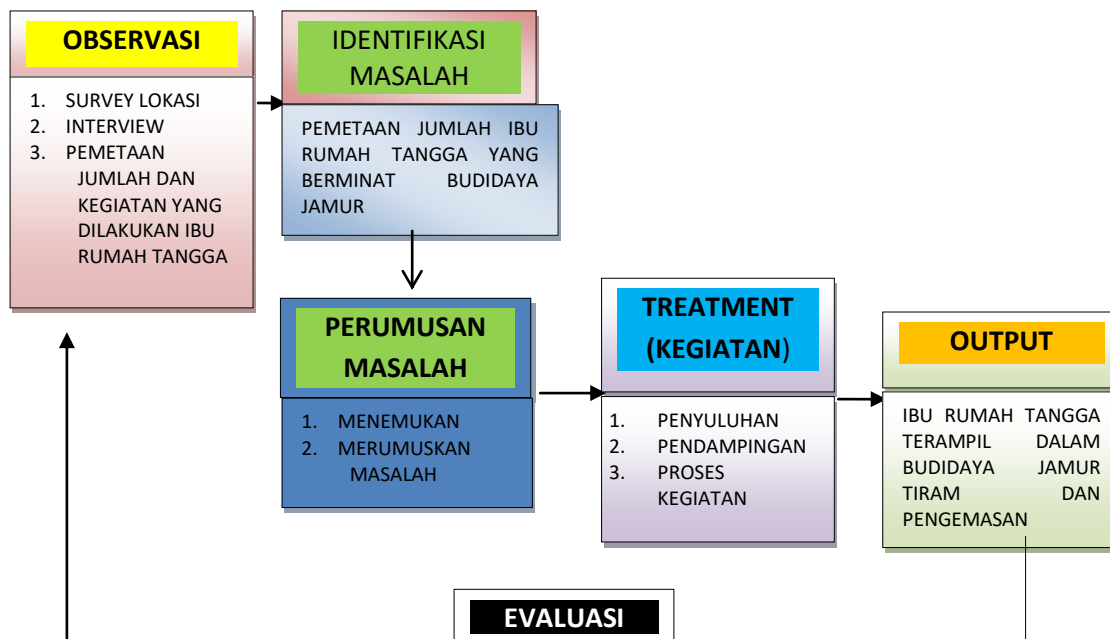 OBSERVASI
1. SURVEY LOKASI
2. INTERVIEW
3. PEMETAAN
JUMLAH DAN
KEGIATAN YANG
DILAKUKAN IBU
RUMAH TANGGA
IDENTIFIKASI
MASALAH
PEMETAAN JUMLAH IBU
RUMAH TANGGA YANG
BERMINAT BUDIDAYA
JAMUR
PERUMUSAN
MASALAH
1. MENEMUKAN
2. MERUMUSKAN
MASALAH
TREATMENT
(KEGIATAN)
1. PENYULUHAN
2. PENDAMPINGAN
3. PROSES
KEGIATAN
OUTPUT
IBU RUMAH TANGGA
TERAMPIL DALAM
BUDIDAYA JAMUR
TIRAM DAN
PENGEMASAN
EVALUASI